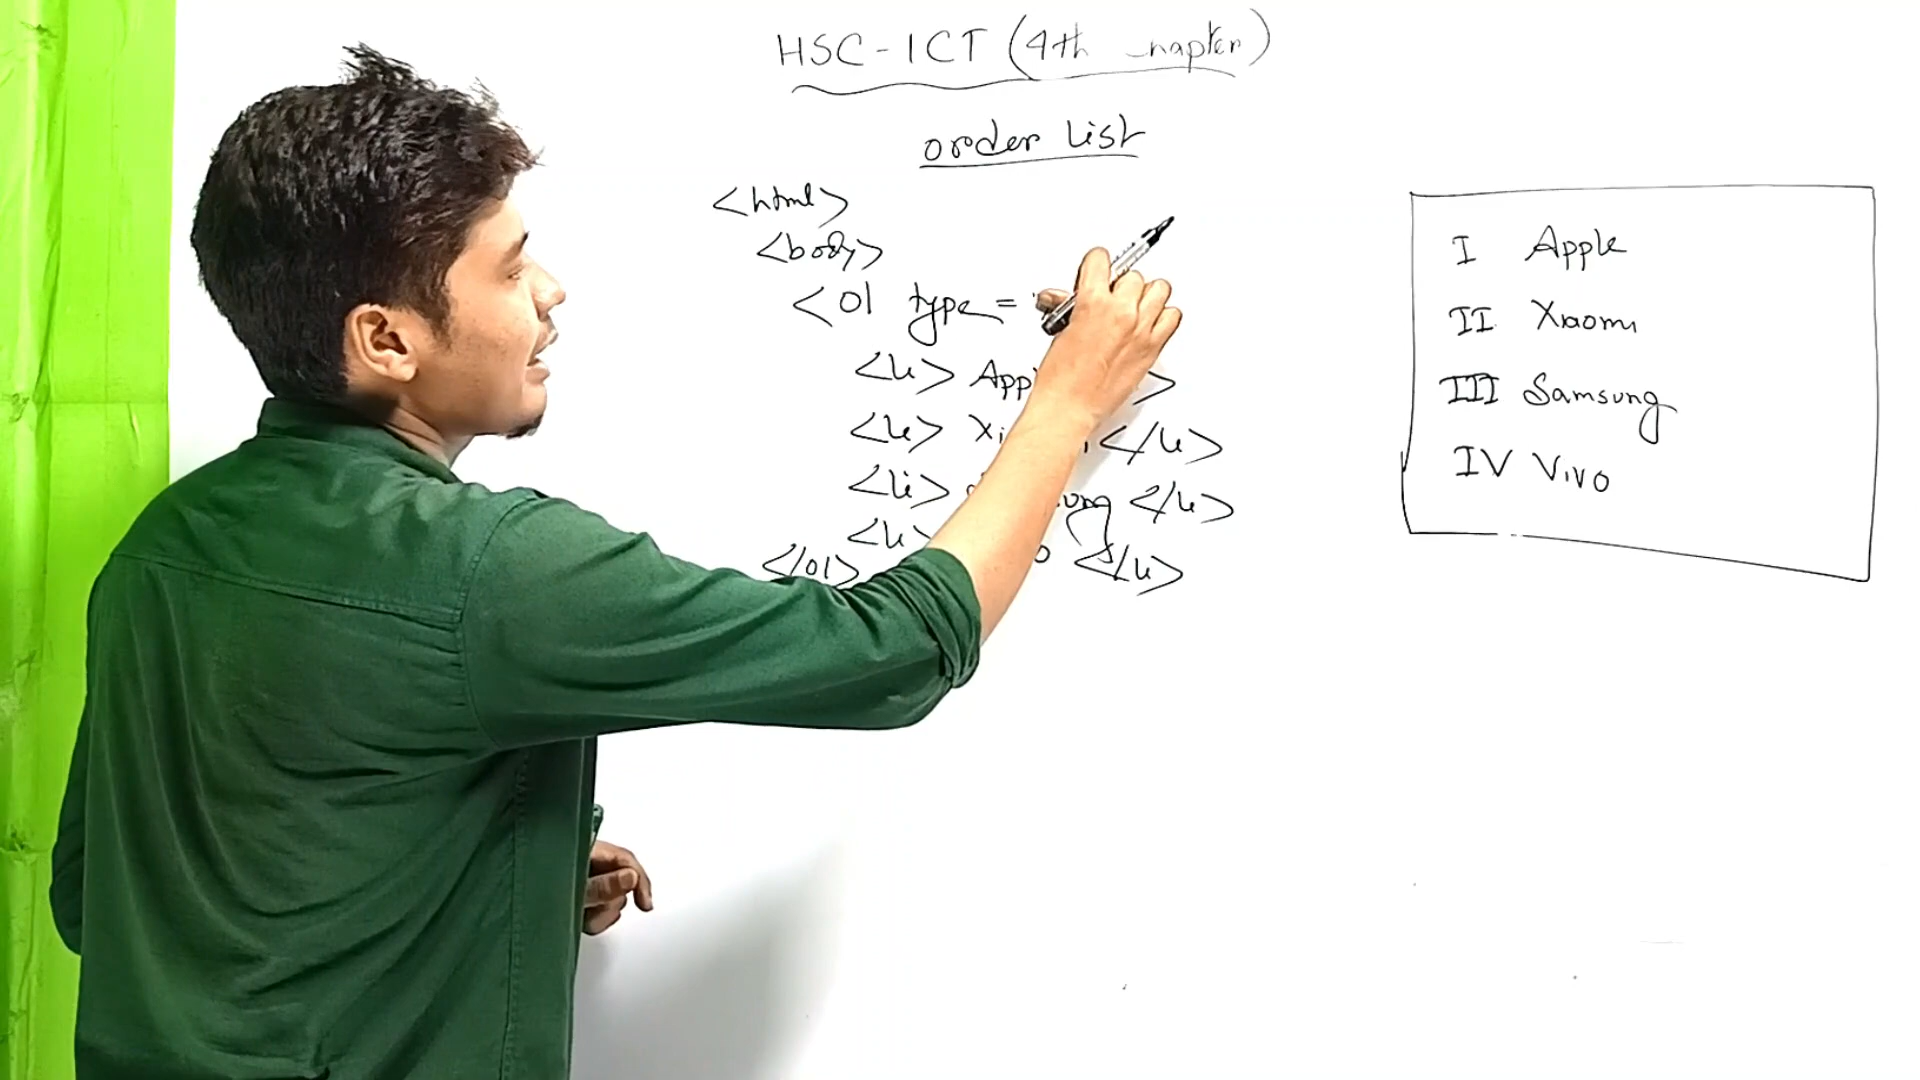 HSC-ICT (4th chapter)
order list
<html>
<body>
<ol type =
<li> App
<li> Xi </li>
<li> ung </li>
<li> o </li>
</ol>
I Apple
II Xiaomi
III Samsung
IV Vivo